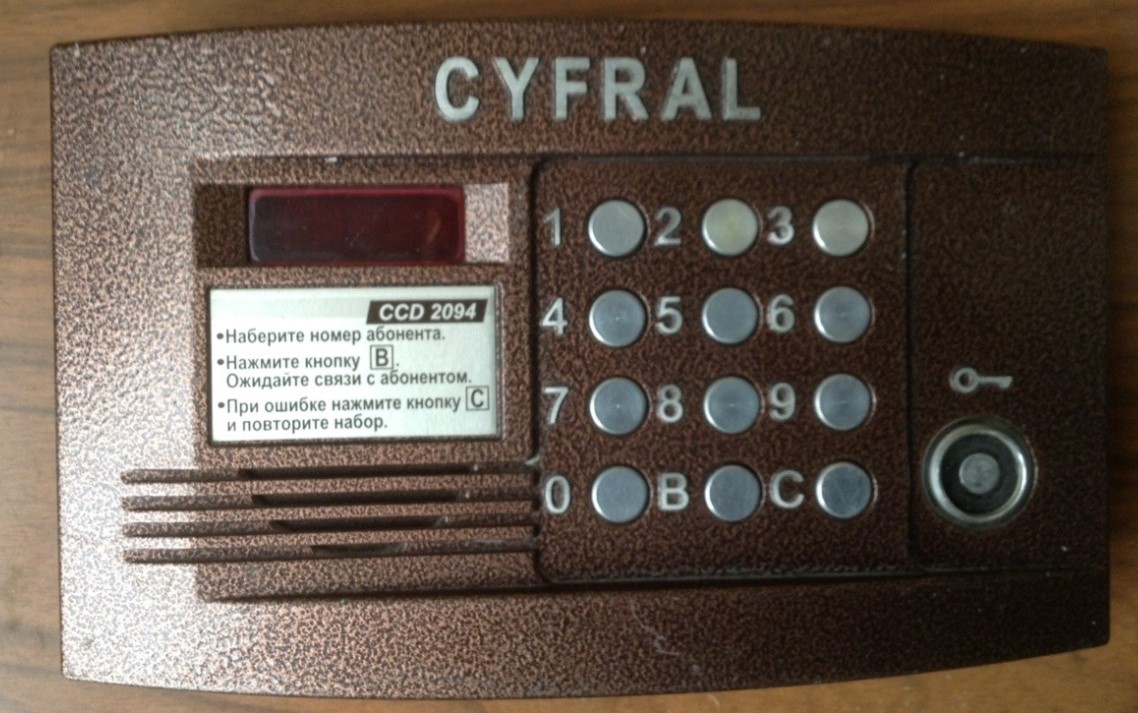 CYFRAL
CCD 2094
•Наберите номер абонента.
•Нажмите кнопку B.
Ожидайте связи с абонентом.
•При ошибке нажмите кнопку C
и повторите набор.
1 2 3
4 5 6
7 8 9
0 B C